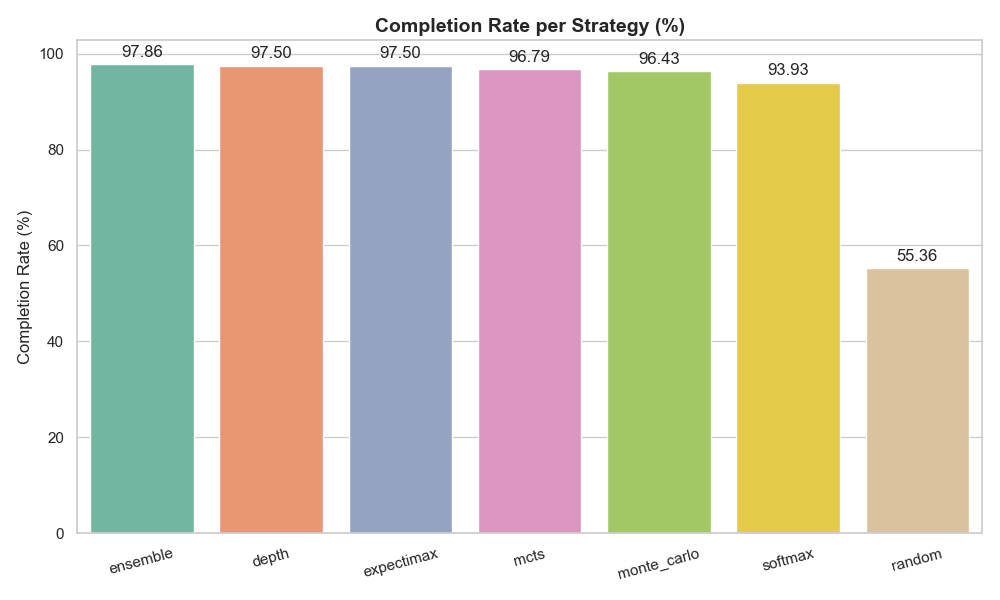 Completion Rate per Strategy (%)
Completion Rate (%)
100
80
60
40
20
0
97.86
97.50
97.50
96.79
96.43
93.93
55.36
ensemble
depth
expectimax
mcts
monte_carlo
softmax
random